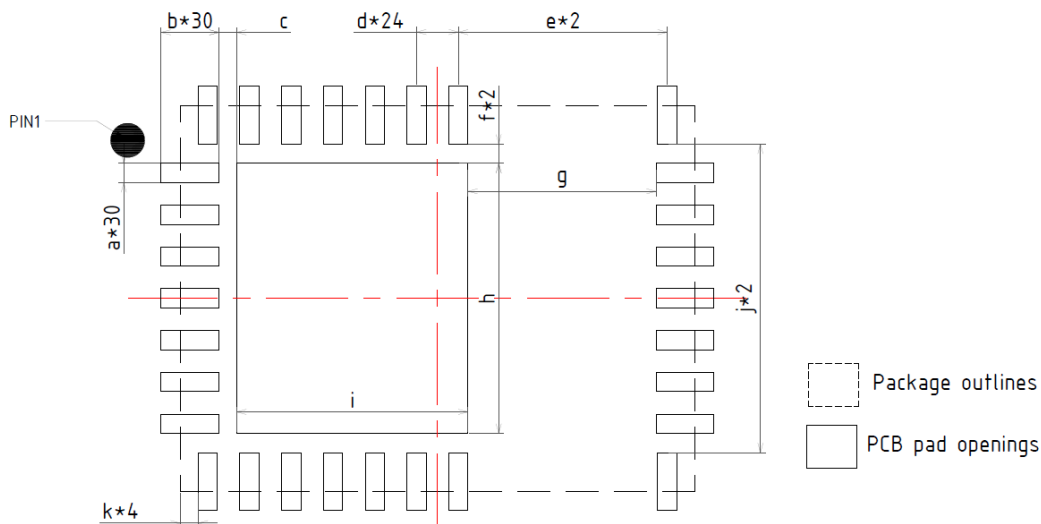 b*30
c
d*24
e*2
PIN1
f*2
a*30
g
h
j*2
i
Package outlines
PCB pad openings
k*4